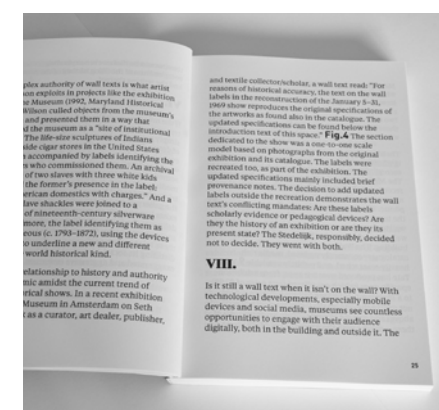 plex authority of wall texts is what artist
on exploits in projects like the exhibition
e Museum (1992, Maryland Historical
Wilson culled objects from the museum's
and presented them in a way that
d the museum as a "site of institutional
The life-size sculptures of Indians
side cigar stores in the United States
accompanied by labels identifying the
s who commissioned them. An archival
of two slaves with three white kids
the former's presence in the label:
erican domestics with charges." And a
lave shackles were joined to a
of nineteenth-century silverware
more, the label identifying them as
eous (c. 1793–1872), using the devices
o underline a new and different
world historical kind.
elationship to history and authority
mic amidst the current trend of
rical shows. In a recent exhibition
Museum in Amsterdam on Seth
t as a curator, art dealer, publisher,
and textile collector/scholar, a wall text read: "For
reasons of historical accuracy, the text on the wall
labels in the reconstruction of the January 5–31,
1969 show reproduces the original specifications of
the artworks as found also in the catalogue. The
updated specifications can be found below the
introduction text of this space." Fig.4 The section
dedicated to the show was a one-to-one scale
model based on photographs from the original
exhibition and its catalogue. The labels were
recreated too, as part of the exhibition. The
updated specifications mainly included brief
provenance notes. The decision to add updated
labels outside the recreation demonstrates the wall
text's conflicting mandates: Are these labels
scholarly evidence or pedagogical devices? Are
they the history of an exhibition or are they its
present state? The Stedelijk, responsibly, decided
not to decide. They went with both.
VIII.
Is it still a wall text when it isn't on the wall? With
technological developments, especially mobile
devices and social media, museums see countless
opportunities to engage with their audience
digitally, both in the building and outside it. The